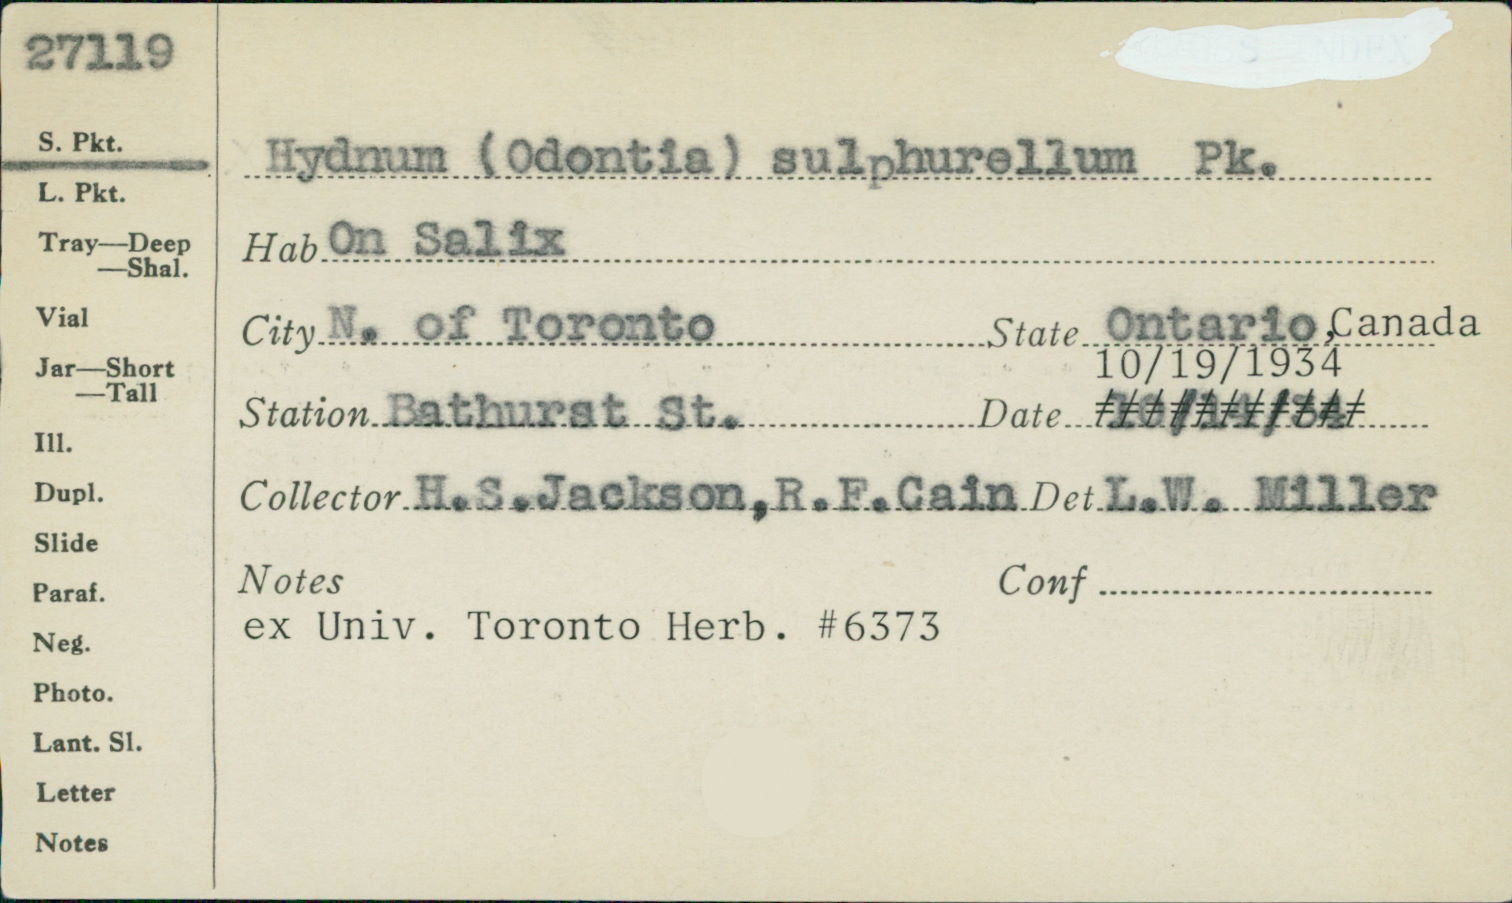 27119
S. Pkt.
L. Pkt.
Tray—Deep
—Shal.
Vial
Jar—Short
—Tall
Ill.
Dupl.
Slide
Paraf.
Neg.
Photo.
Lant. Sl.
Letter
Notes
INDEX
Hydnum (Odontia) sulphurellum Pk.
Hab On Salix
City N. of Toronto State Ontario, Canada
10/19/1934
Station Bathurst St. Date
Collector H.S.Jackson,R.F.Cain Det L.W. Miller
Notes Conf
ex Univ. Toronto Herb. #6373